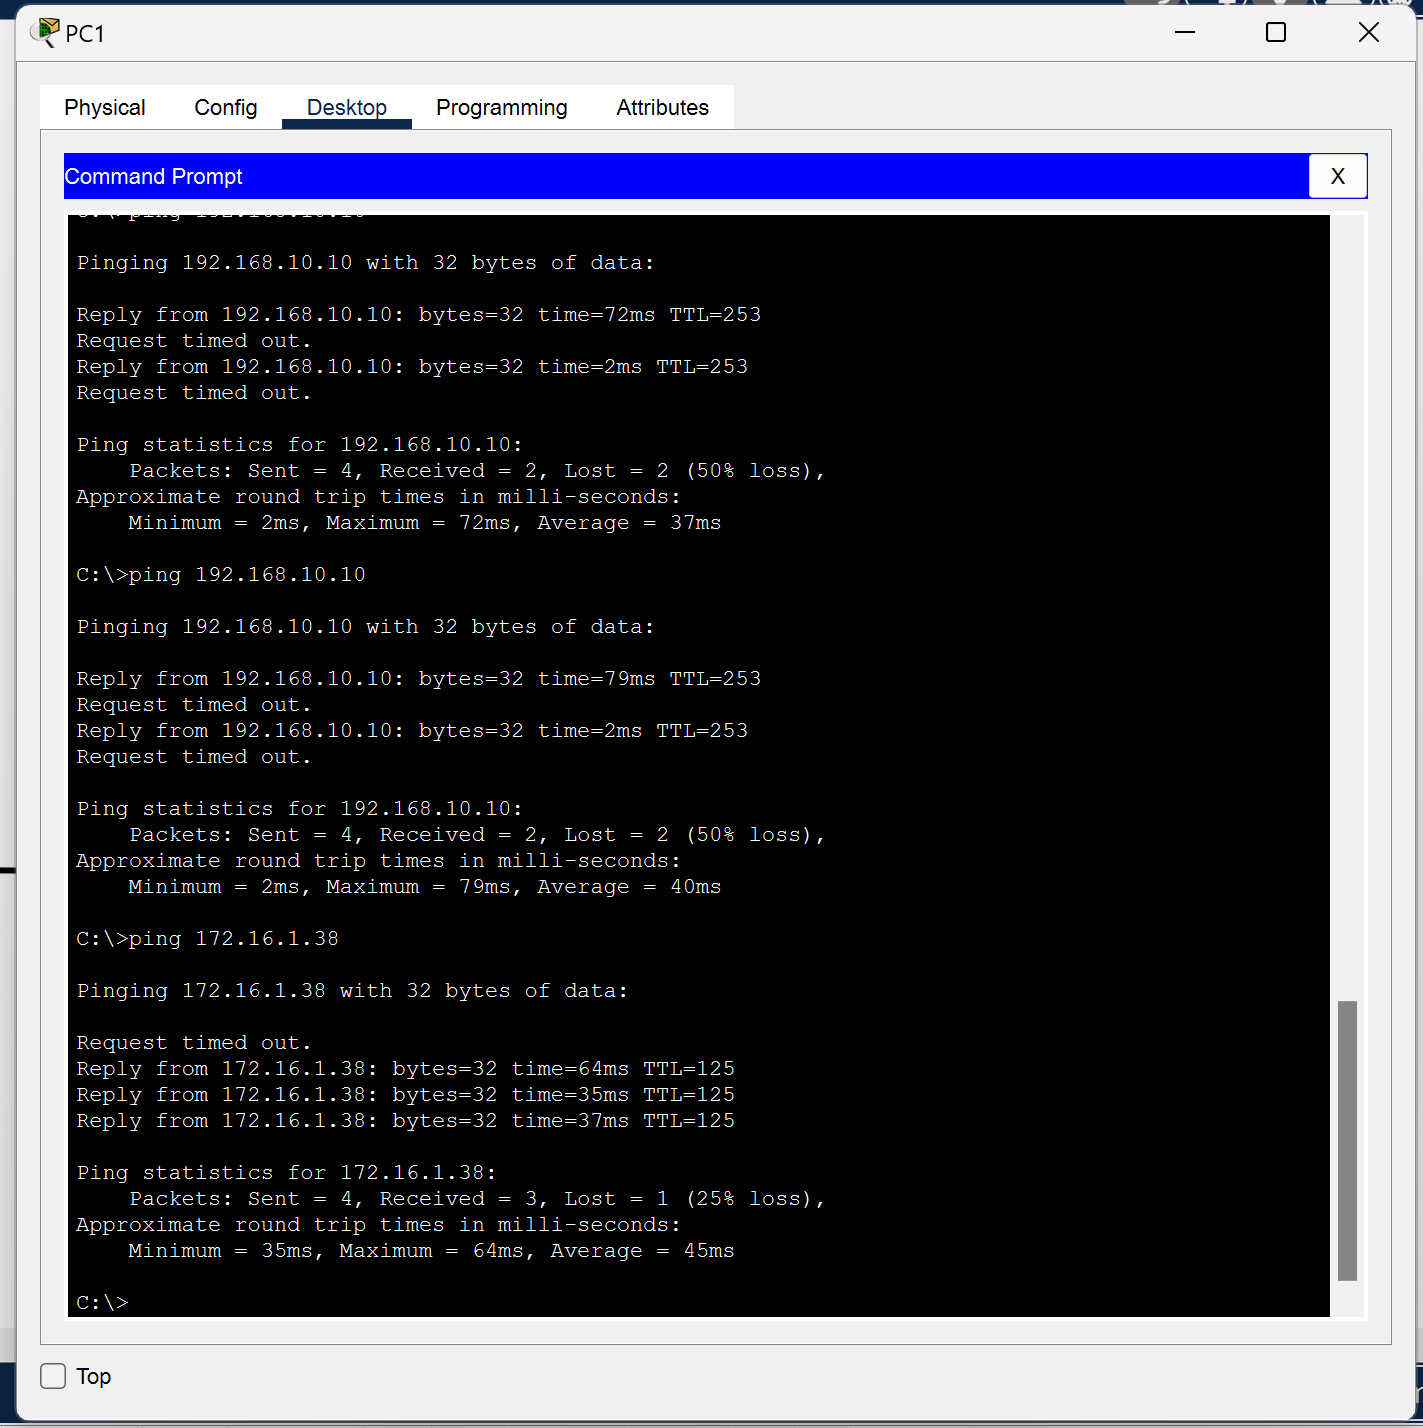 PC1
Physical Config Desktop Programming Attributes
Command Prompt X
C:\>ping 192.168.10.10
Pinging 192.168.10.10 with 32 bytes of data:
Reply from 192.168.10.10: bytes=32 time=72ms TTL=253
Request timed out.
Reply from 192.168.10.10: bytes=32 time=2ms TTL=253
Request timed out.
Ping statistics for 192.168.10.10:
Packets: Sent = 4, Received = 2, Lost = 2 (50% loss),
Approximate round trip times in milli-seconds:
Minimum = 2ms, Maximum = 72ms, Average = 37ms
C:\>ping 192.168.10.10
Pinging 192.168.10.10 with 32 bytes of data:
Reply from 192.168.10.10: bytes=32 time=79ms TTL=253
Request timed out.
Reply from 192.168.10.10: bytes=32 time=2ms TTL=253
Request timed out.
Ping statistics for 192.168.10.10:
Packets: Sent = 4, Received = 2, Lost = 2 (50% loss),
Approximate round trip times in milli-seconds:
Minimum = 2ms, Maximum = 79ms, Average = 40ms
C:\>ping 172.16.1.38
Pinging 172.16.1.38 with 32 bytes of data:
Request timed out.
Reply from 172.16.1.38: bytes=32 time=64ms TTL=125
Reply from 172.16.1.38: bytes=32 time=35ms TTL=125
Reply from 172.16.1.38: bytes=32 time=37ms TTL=125
Ping statistics for 172.16.1.38:
Packets: Sent = 4, Received = 3, Lost = 1 (25% loss),
Approximate round trip times in milli-seconds:
Minimum = 35ms, Maximum = 64ms, Average = 45ms
C:\>
Top